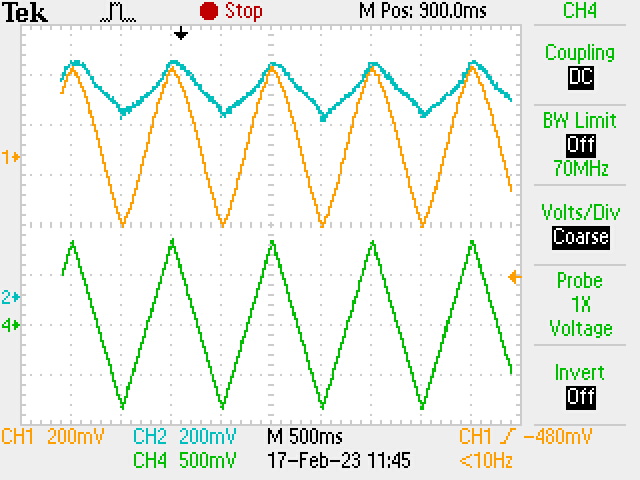 Tek Stop M Pos: 900.0ms CH4
Coupling
DC
BW Limit
Off
70MHz
1
Volts/Div
Coarse
Probe
1X
Voltage
2
4
Invert
Off
CH1 200mV CH2 200mV M 500ms CH1 −480mV
CH4 500mV 17-Feb-23 11:45 <10Hz